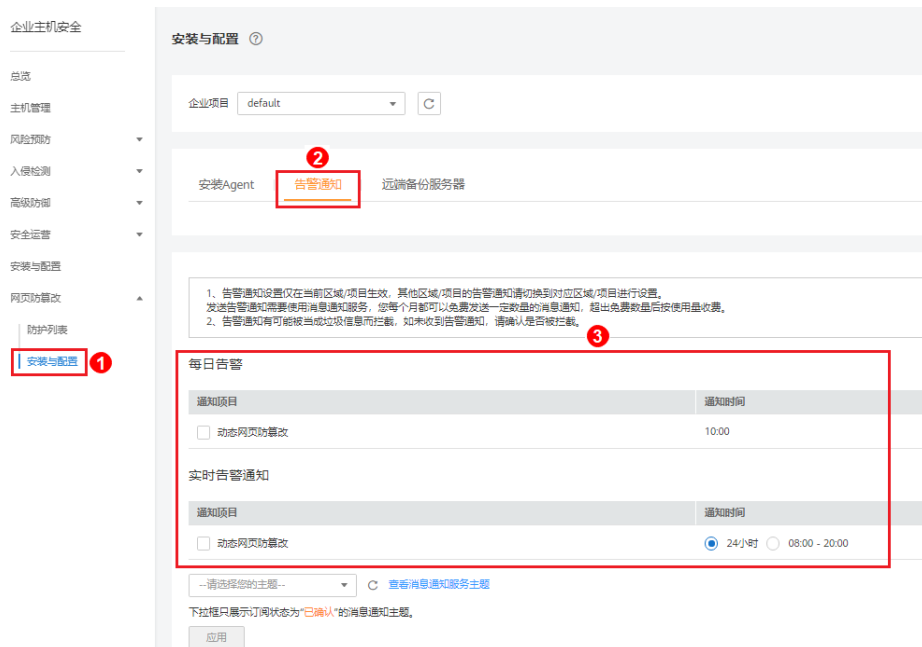 企业主机安全
总览
主机管理
风险预防
入侵检测
高级防御
安全运营
安装与配置
网页防篡改
防护列表
安装与配置
1
安装与配置 ?
企业项目 default
2
安装Agent 告警通知 远端备份服务器
1、告警通知设置仅在当前区域/项目生效，其他区域/项目的告警通知请切换到对应区域/项目进行设置。
发送告警通知需要使用消息通知服务，您每个月都可以免费发送一定数量的消息通知，超出免费数量后按使用量收费。
2、告警通知有可能被当成垃圾信息而拦截，如未收到告警通知，请确认是否被拦截。
3
每日告警
通知项目 通知时间
动态网页防篡改 10:00
实时告警通知
通知项目 通知时间
动态网页防篡改 24小时 08:00 - 20:00
--请选择您的主题-- 查看消息通知服务主题
下拉框只展示订阅状态为“已确认”的消息通知主题。
应用